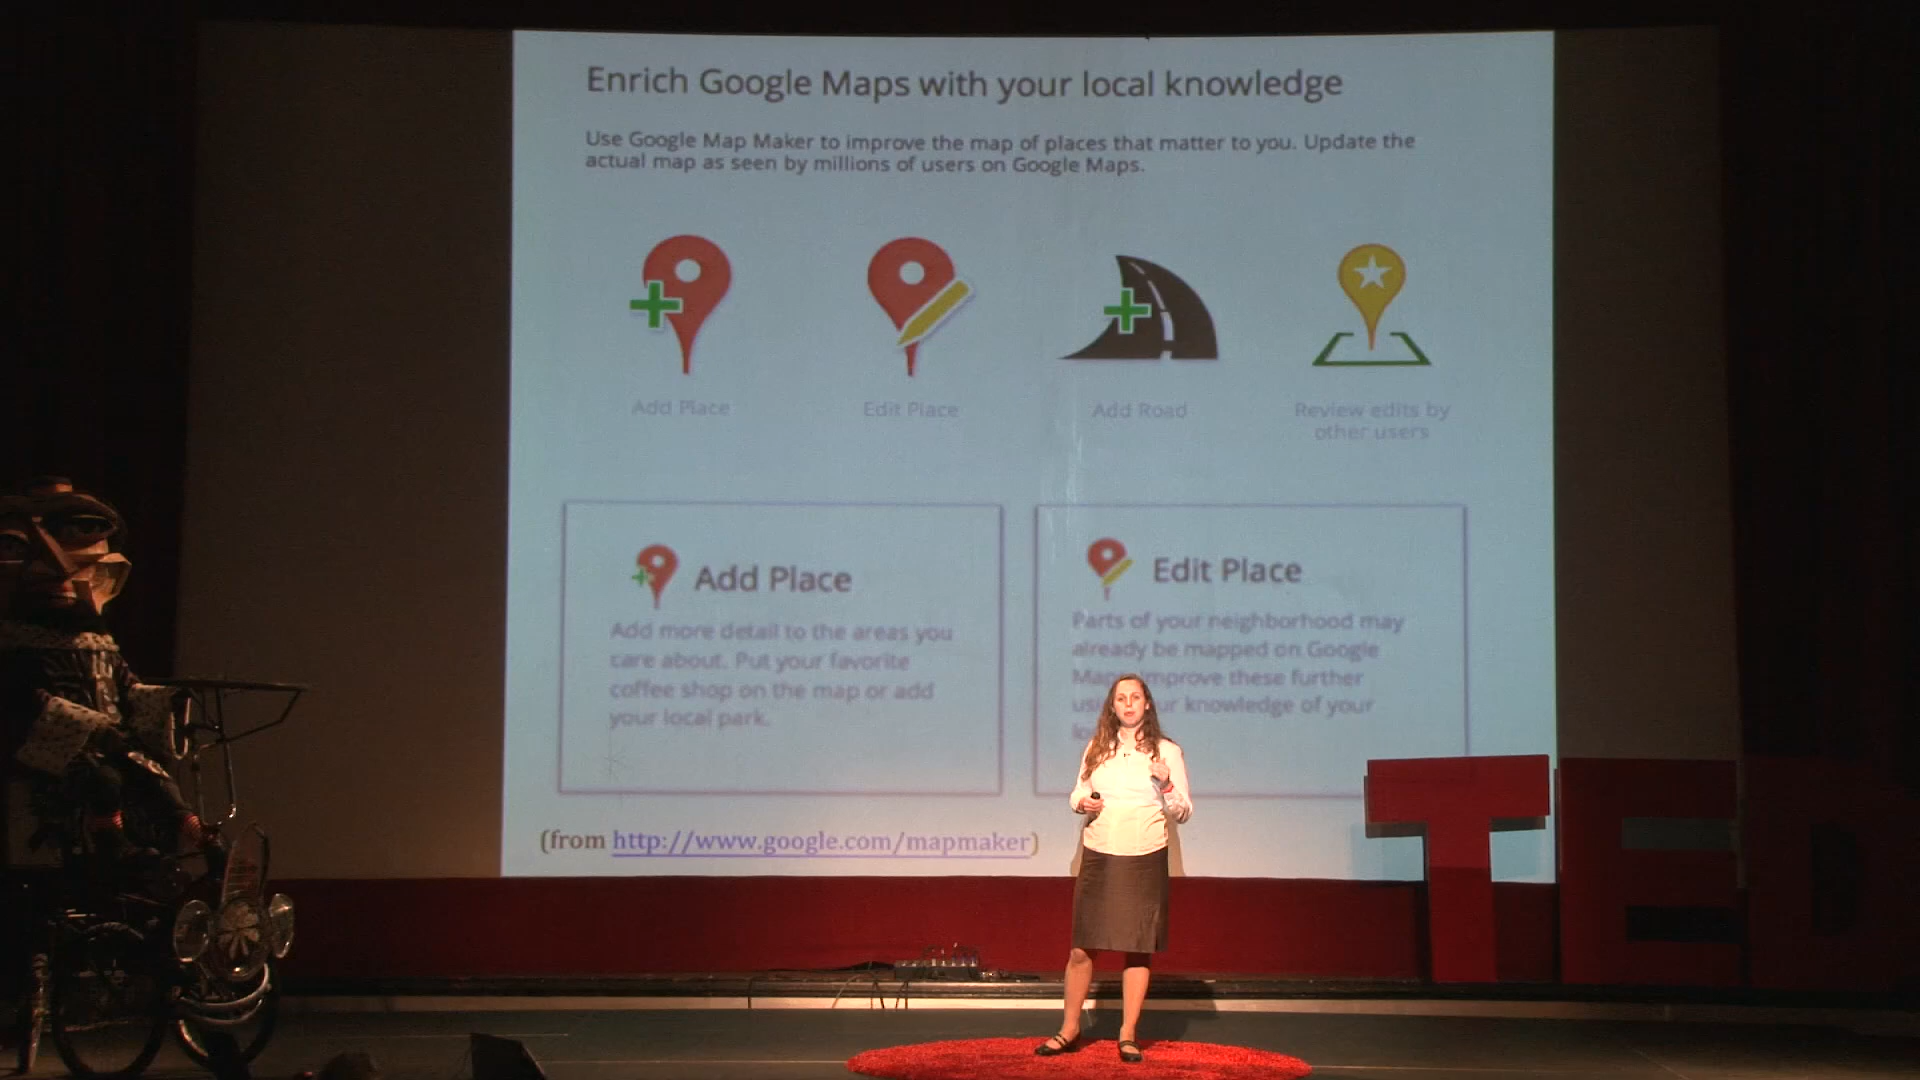 Enrich Google Maps with your local knowledge
Use Google Map Maker to improve the map of places that matter to you. Update the
actual map as seen by millions of users on Google Maps.
Add Place
Edit Place
Add Road
Review edits by
other users
Add Place
Add more detail to the areas you
care about. Put your favorite
coffee shop on the map or add
your local park.
Edit Place
Parts of your neighborhood may
already be mapped on Google
improve these further
knowledge of your
(from http://www.google.com/mapmaker)
TED